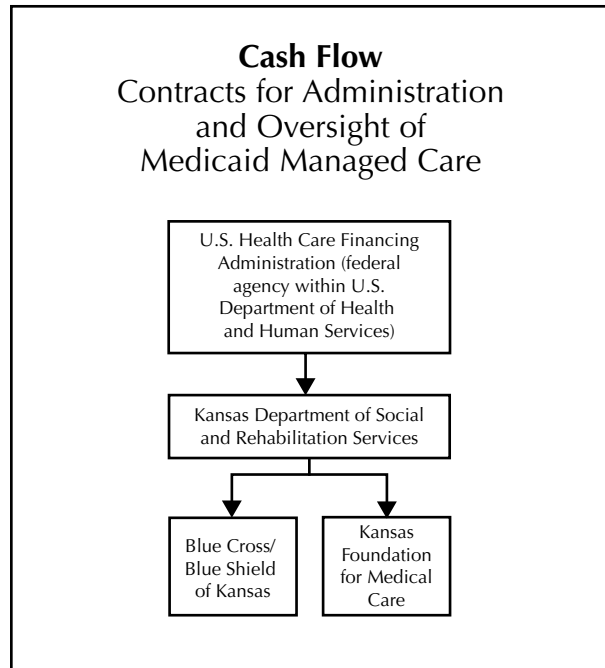 Cash Flow
Contracts for Administration
and Oversight of
Medicaid Managed Care
U.S. Health Care Financing
Administration (federal
agency within U.S.
Department of Health
and Human Services)
Kansas Department of Social
and Rehabilitation Services
Blue Cross/
Blue Shield
of Kansas
Kansas
Foundation
for Medical
Care